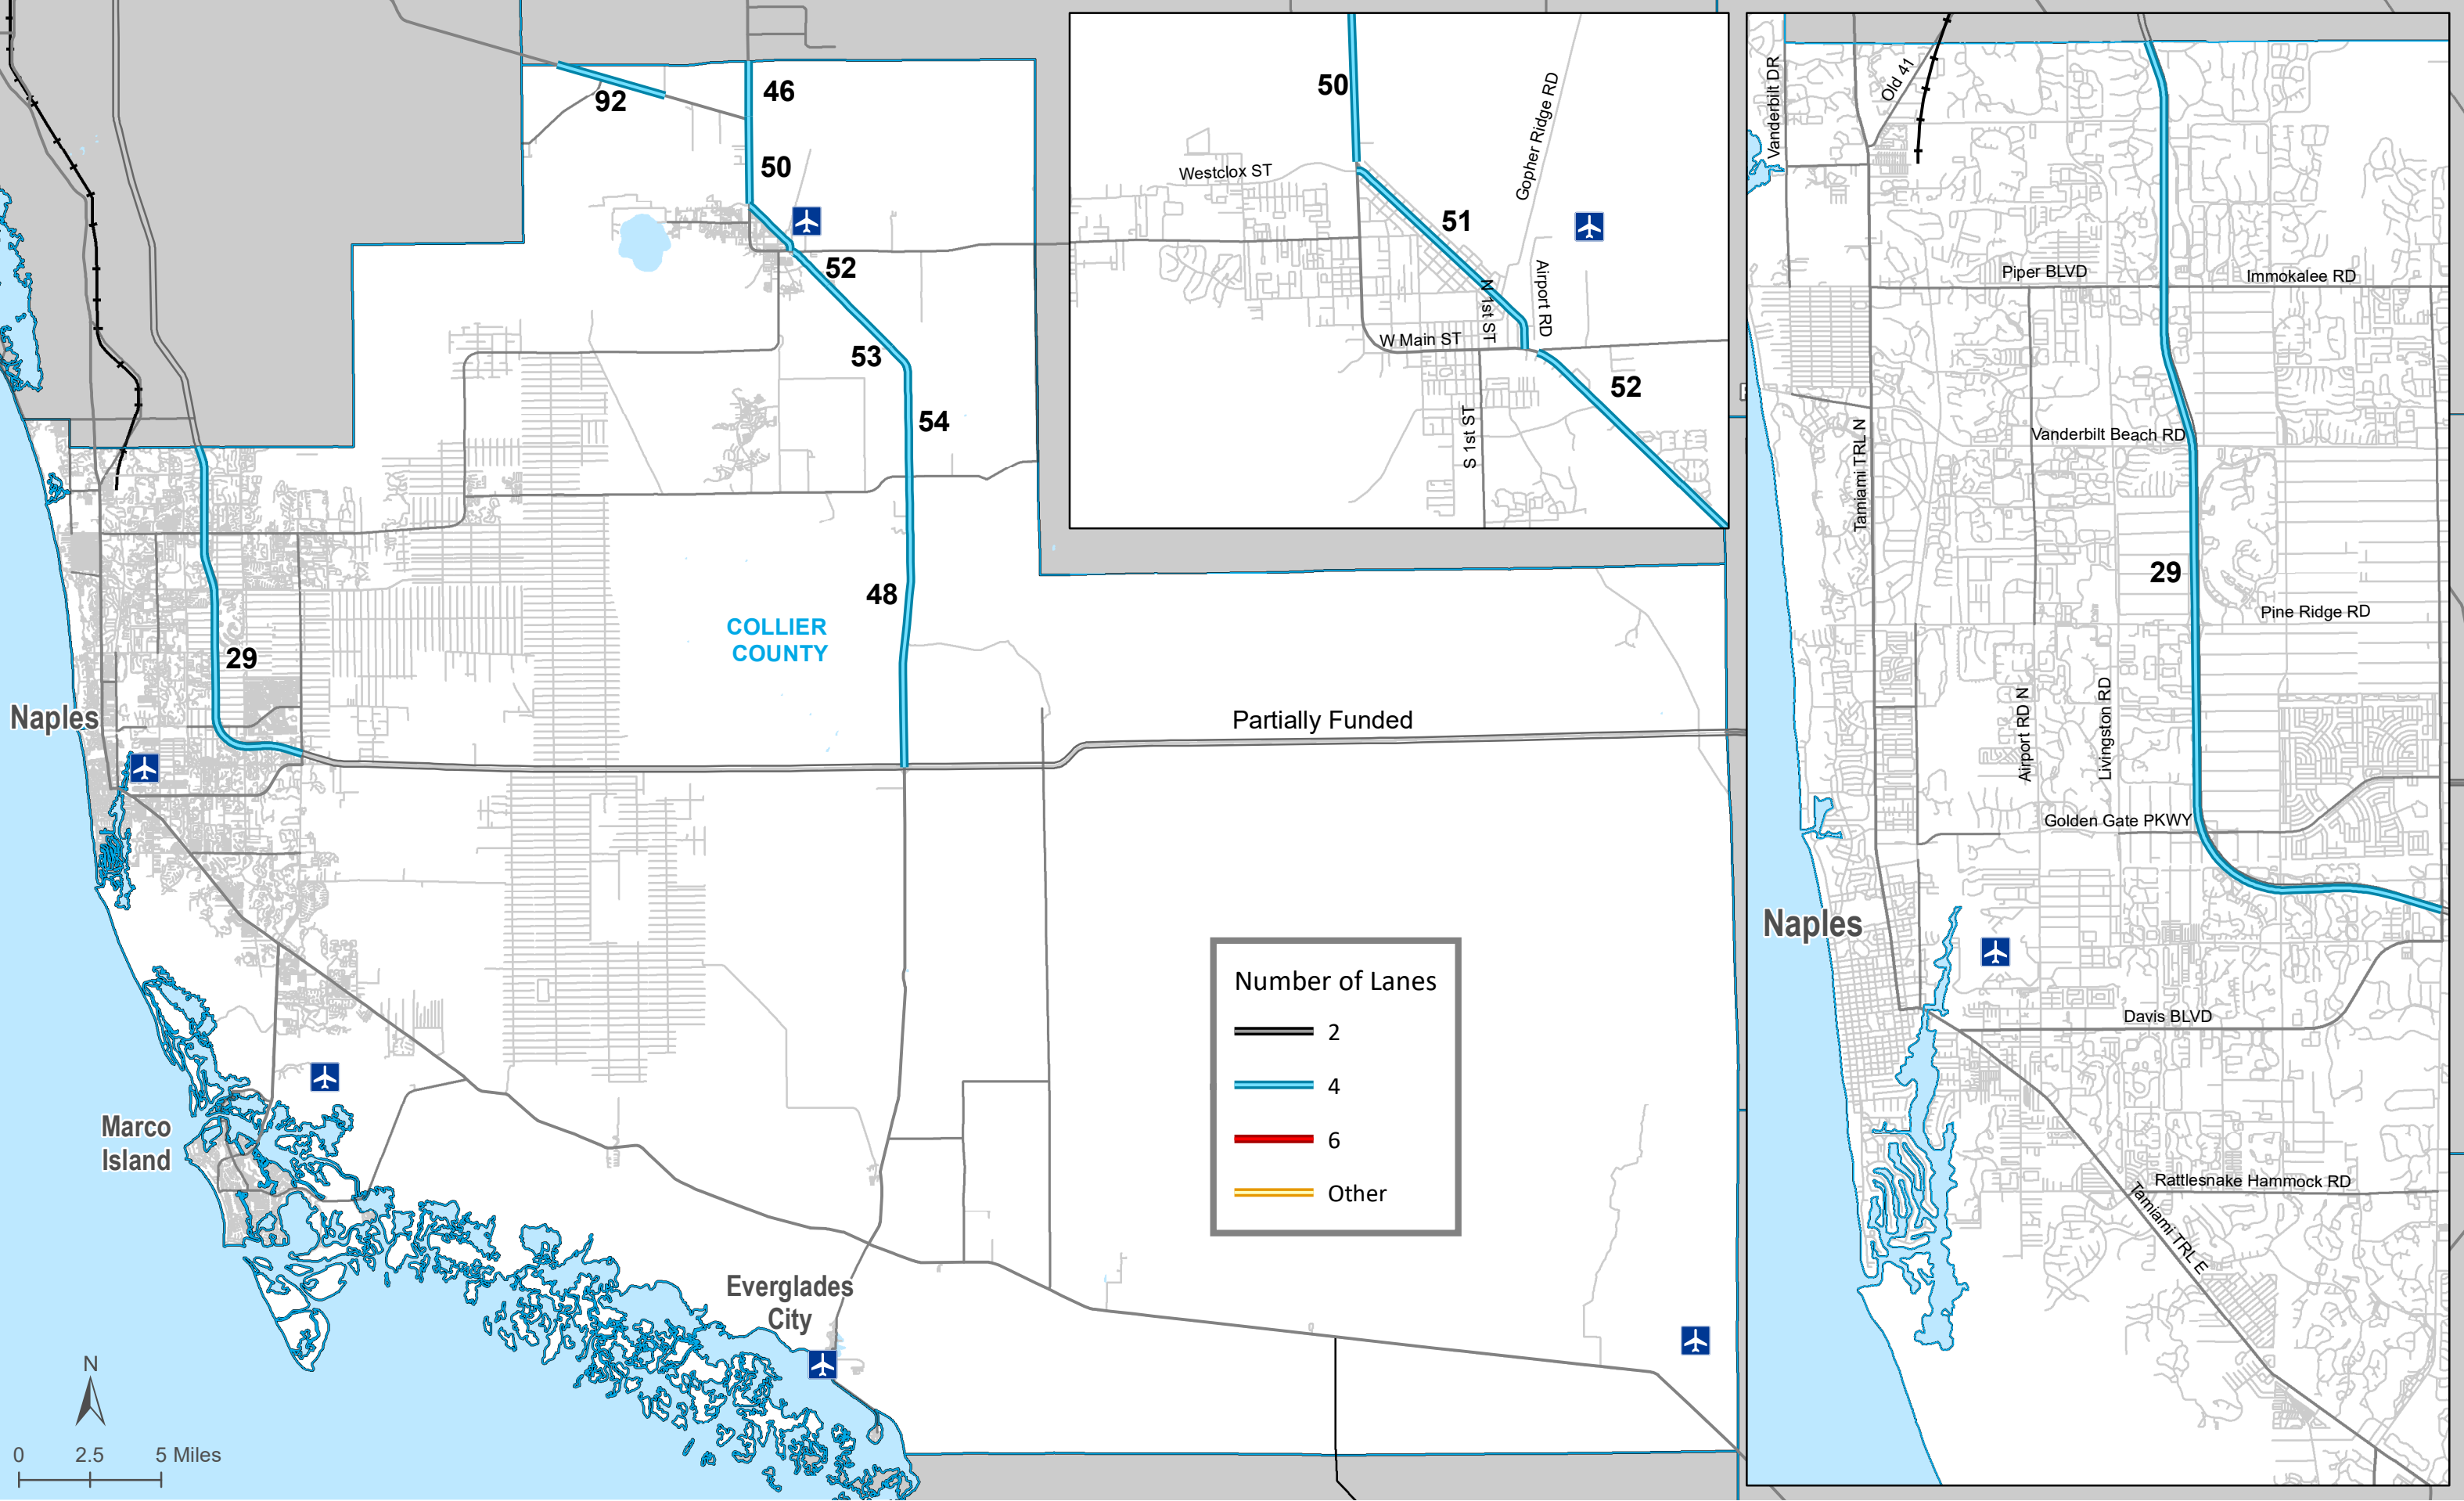 92
46
50
52
53
54
48
29
COLLIER
COUNTY
Partially Funded
Naples
Marco
Island
Everglades
City
N
0 2.5 5 Miles
Number of Lanes
2
4
6
Other
50
Westclox ST
Gopher Ridge RD
51
N 1st ST
Airport RD
W Main ST
52
S 1st ST
Vanderbilt DR
Old 41
Piper BLVD
Immokalee RD
Tamiami TRL N
Vanderbilt Beach RD
29
Pine Ridge RD
Airport RD N
Livingston RD
Golden Gate PKWY
Naples
Davis BLVD
Rattlesnake Hammock RD
Tamiami TRL E